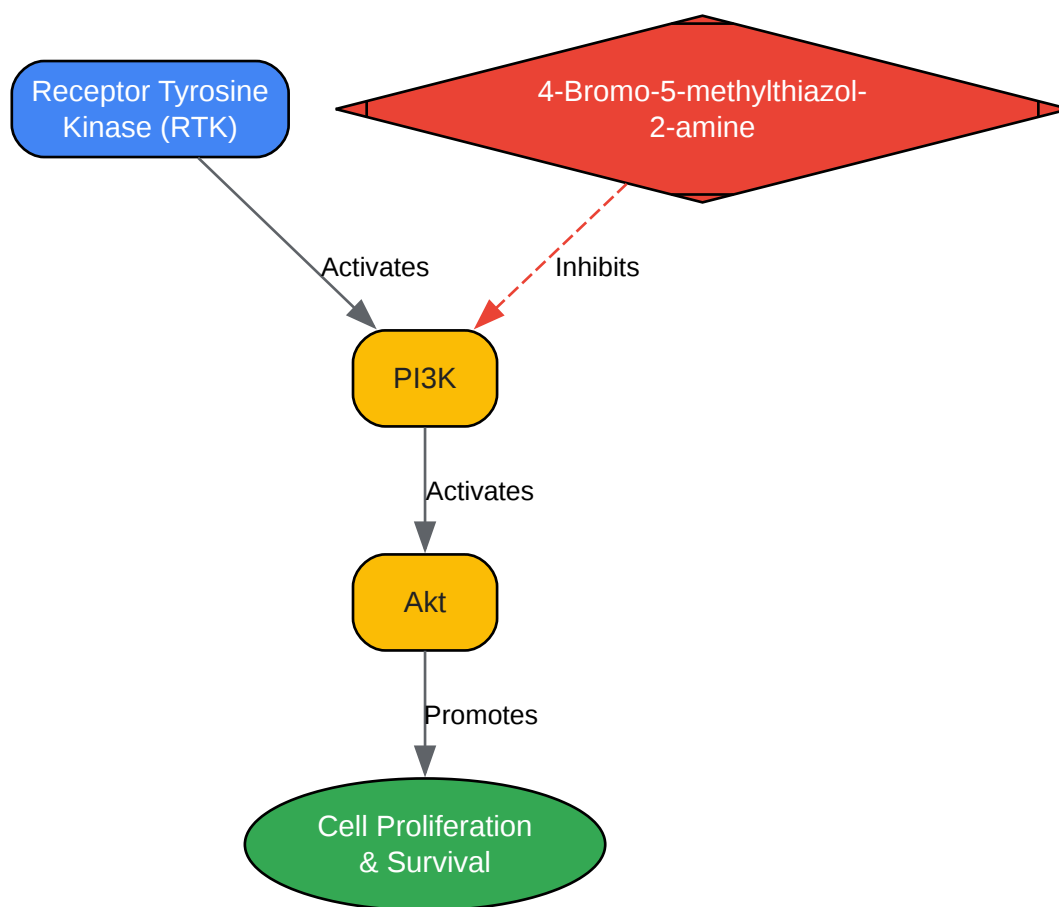 Receptor Tyrosine
Kinase (RTK)
4-Bromo-5-methylthiazol-
2-amine
Activates
Inhibits
PI3K
Activates
Akt
Promotes
Cell Proliferation
& Survival